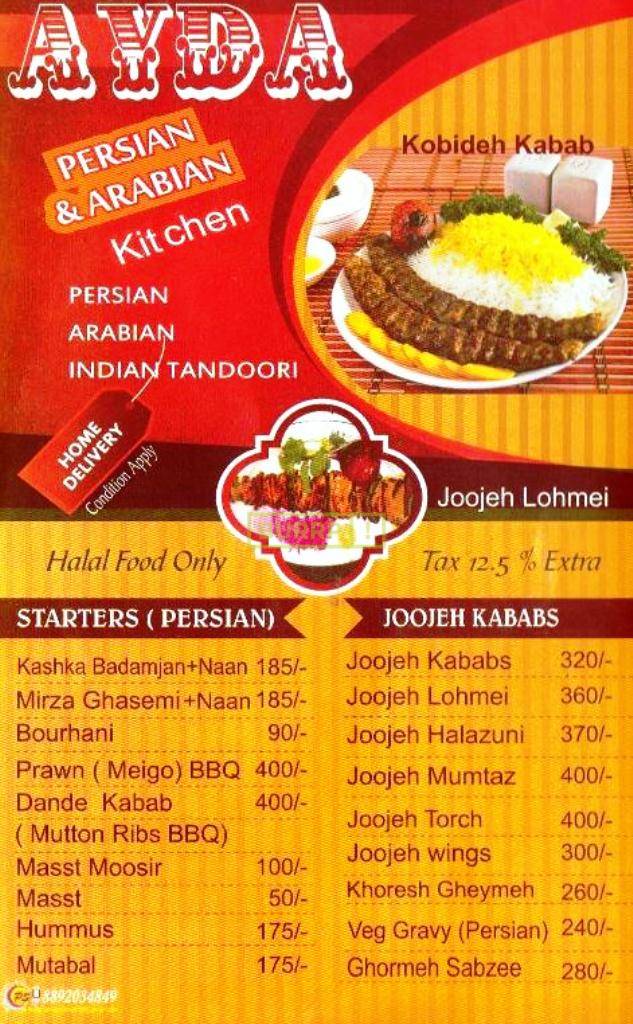 AYDA
PERSIAN
& ARABIAN
Kitchen
PERSIAN
ARABIAN
INDIAN TANDOORI
HOME
DELIVERY
Condition Apply
Kobideh Kabab
Joojeh Lohmei
Halal Food Only
Tax 12.5 % Extra
STARTERS ( PERSIAN)
Kashka Badamjan+Naan 185/-
Mirza Ghasemi+Naan 185/-
Bourhani 90/-
Prawn ( Meigo) BBQ 400/-
Dande Kabab 400/-
( Mutton Ribs BBQ)
Masst Moosir 100/-
Masst 50/-
Hummus 175/-
Mutabal 175/-
JOOJEH KABABS
Joojeh Kababs 320/-
Joojeh Lohmei 360/-
Joojeh Halazuni 370/-
Joojeh Mumtaz 400/-
Joojeh Torch 400/-
Joojeh wings 300/-
Khoresh Gheymeh 260/-
Veg Gravy (Persian) 240/-
Ghormeh Sabzee 280/-
8892034849